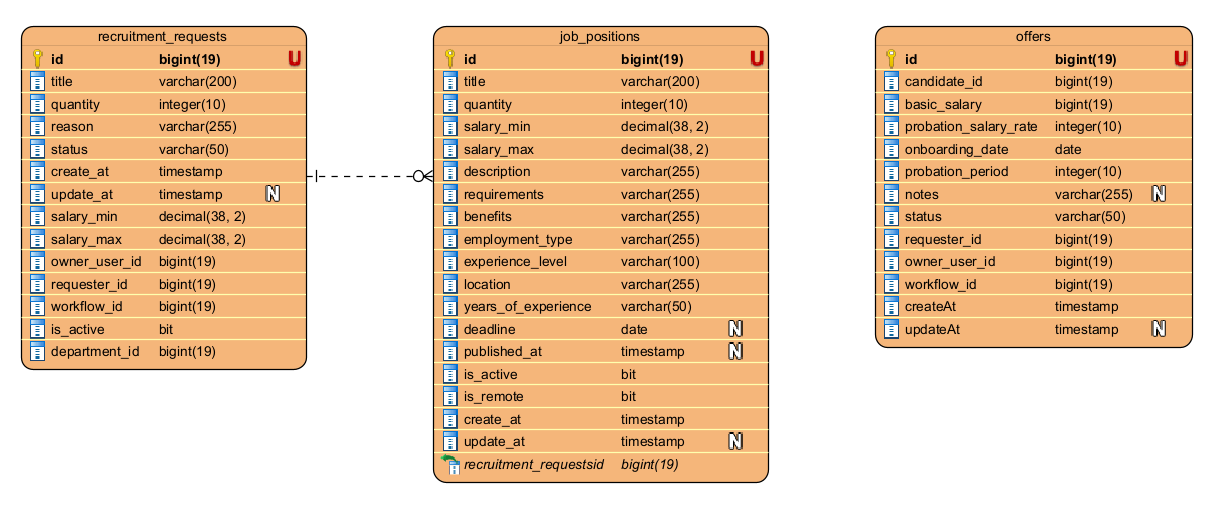 recruitment_requests
id bigint(19) U
title varchar(200)
quantity integer(10)
reason varchar(255)
status varchar(50)
create_at timestamp
update_at timestamp N
salary_min decimal(38, 2)
salary_max decimal(38, 2)
owner_user_id bigint(19)
requester_id bigint(19)
workflow_id bigint(19)
is_active bit
department_id bigint(19)
job_positions
id bigint(19) U
title varchar(200)
quantity integer(10)
salary_min decimal(38, 2)
salary_max decimal(38, 2)
description varchar(255)
requirements varchar(255)
benefits varchar(255)
employment_type varchar(255)
experience_level varchar(100)
location varchar(255)
years_of_experience varchar(50)
deadline date N
published_at timestamp N
is_active bit
is_remote bit
create_at timestamp
update_at timestamp N
recruitment_requestsid bigint(19)
offers
id bigint(19) U
candidate_id bigint(19)
basic_salary bigint(19)
probation_salary_rate integer(10)
onboarding_date date
probation_period integer(10)
notes varchar(255) N
status varchar(50)
requester_id bigint(19)
owner_user_id bigint(19)
workflow_id bigint(19)
createAt timestamp
updateAt timestamp N